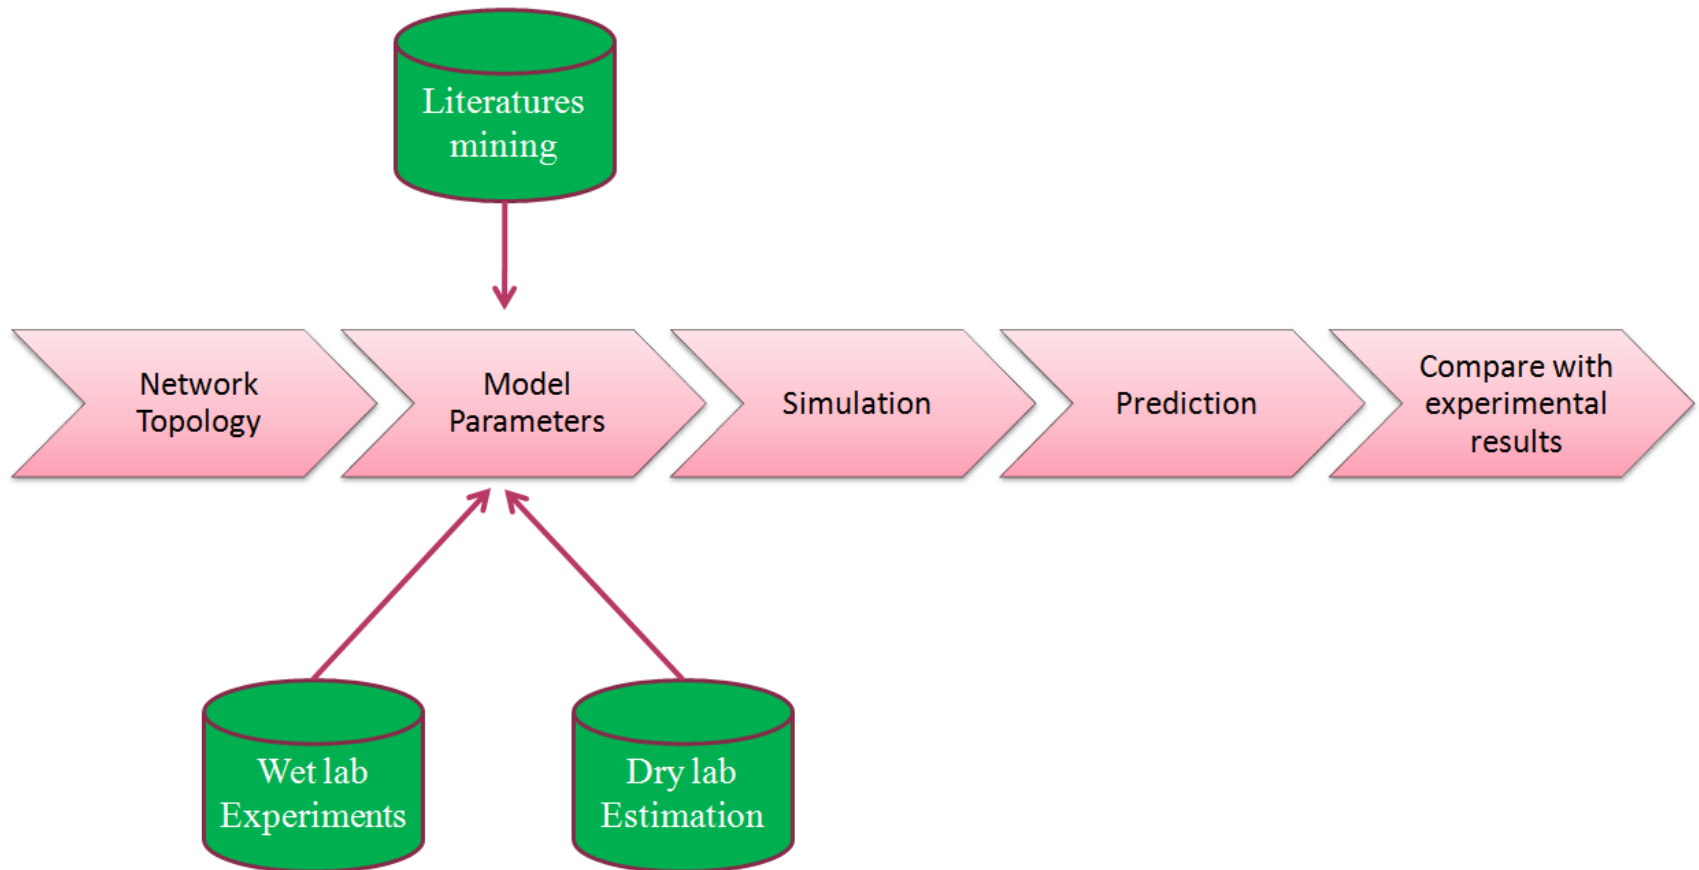 Literatures
mining
Network
Topology
Model
Parameters
Simulation
Prediction
Compare with
experimental
results
Wet lab
Experiments
Dry lab
Estimation